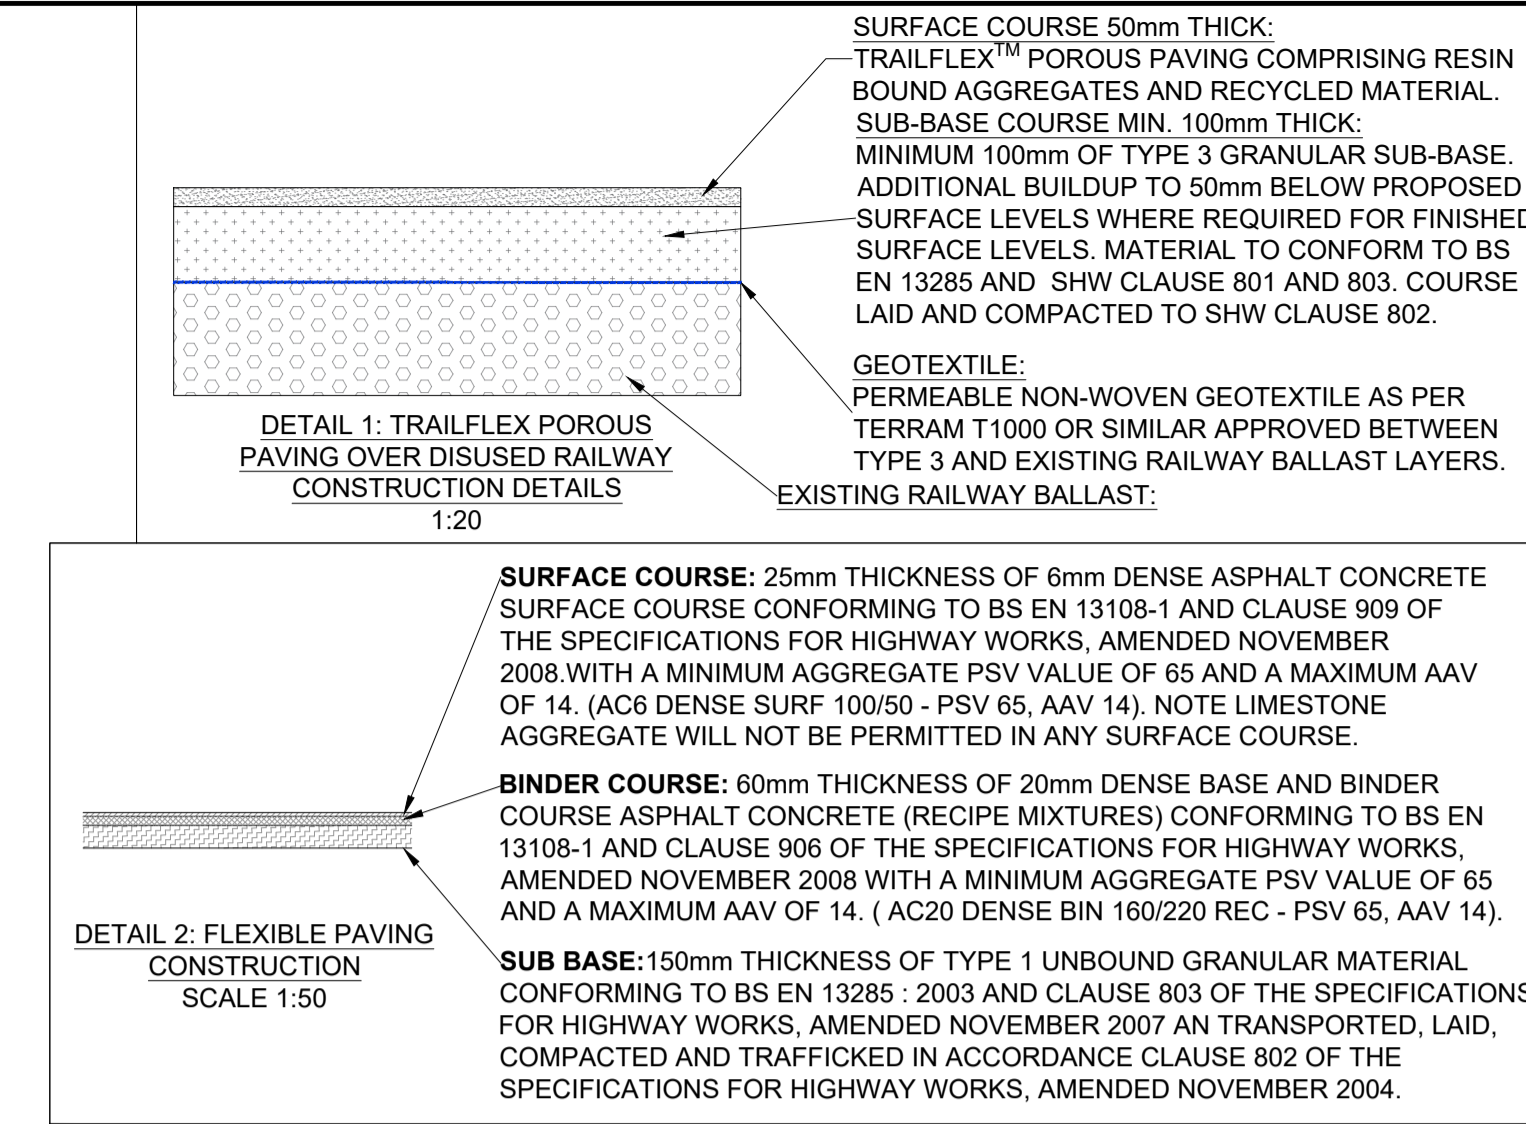 SURFACE COURSE 50mm THICK:
TRAILFLEX™ POROUS PAVING COMPRISING RESIN
BOUND AGGREGATES AND RECYCLED MATERIAL.
SUB-BASE COURSE MIN. 100mm THICK:
MINIMUM 100mm OF TYPE 3 GRANULAR SUB-BASE.
ADDITIONAL BUILDUP TO 50mm BELOW PROPOSED
SURFACE LEVELS WHERE REQUIRED FOR FINISHED
SURFACE LEVELS. MATERIAL TO CONFORM TO BS
EN 13285 AND SHW CLAUSE 801 AND 803. COURSE
LAID AND COMPACTED TO SHW CLAUSE 802.
GEOTEXTILE:
PERMEABLE NON-WOVEN GEOTEXTILE AS PER
TERRAM T1000 OR SIMILAR APPROVED BETWEEN
TYPE 3 AND EXISTING RAILWAY BALLAST LAYERS.
EXISTING RAILWAY BALLAST:
DETAIL 1: TRAILFLEX POROUS
PAVING OVER DISUSED RAILWAY
CONSTRUCTION DETAILS
1:20
SURFACE COURSE: 25mm THICKNESS OF 6mm DENSE ASPHALT CONCRETE
SURFACE COURSE CONFORMING TO BS EN 13108-1 AND CLAUSE 909 OF
THE SPECIFICATIONS FOR HIGHWAY WORKS, AMENDED NOVEMBER
2008.WITH A MINIMUM AGGREGATE PSV VALUE OF 65 AND A MAXIMUM AAV
OF 14. (AC6 DENSE SURF 100/50 - PSV 65, AAV 14). NOTE LIMESTONE
AGGREGATE WILL NOT BE PERMITTED IN ANY SURFACE COURSE.
BINDER COURSE: 60mm THICKNESS OF 20mm DENSE BASE AND BINDER
COURSE ASPHALT CONCRETE (RECIPE MIXTURES) CONFORMING TO BS EN
13108-1 AND CLAUSE 906 OF THE SPECIFICATIONS FOR HIGHWAY WORKS,
AMENDED NOVEMBER 2008 WITH A MINIMUM AGGREGATE PSV VALUE OF 65
AND A MAXIMUM AAV OF 14. ( AC20 DENSE BIN 160/220 REC - PSV 65, AAV 14).
SUB BASE:150mm THICKNESS OF TYPE 1 UNBOUND GRANULAR MATERIAL
CONFORMING TO BS EN 13285 : 2003 AND CLAUSE 803 OF THE SPECIFICATIONS
FOR HIGHWAY WORKS, AMENDED NOVEMBER 2007 AN TRANSPORTED, LAID,
COMPACTED AND TRAFFICKED IN ACCORDANCE CLAUSE 802 OF THE
SPECIFICATIONS FOR HIGHWAY WORKS, AMENDED NOVEMBER 2004.
DETAIL 2: FLEXIBLE PAVING
CONSTRUCTION
SCALE 1:50